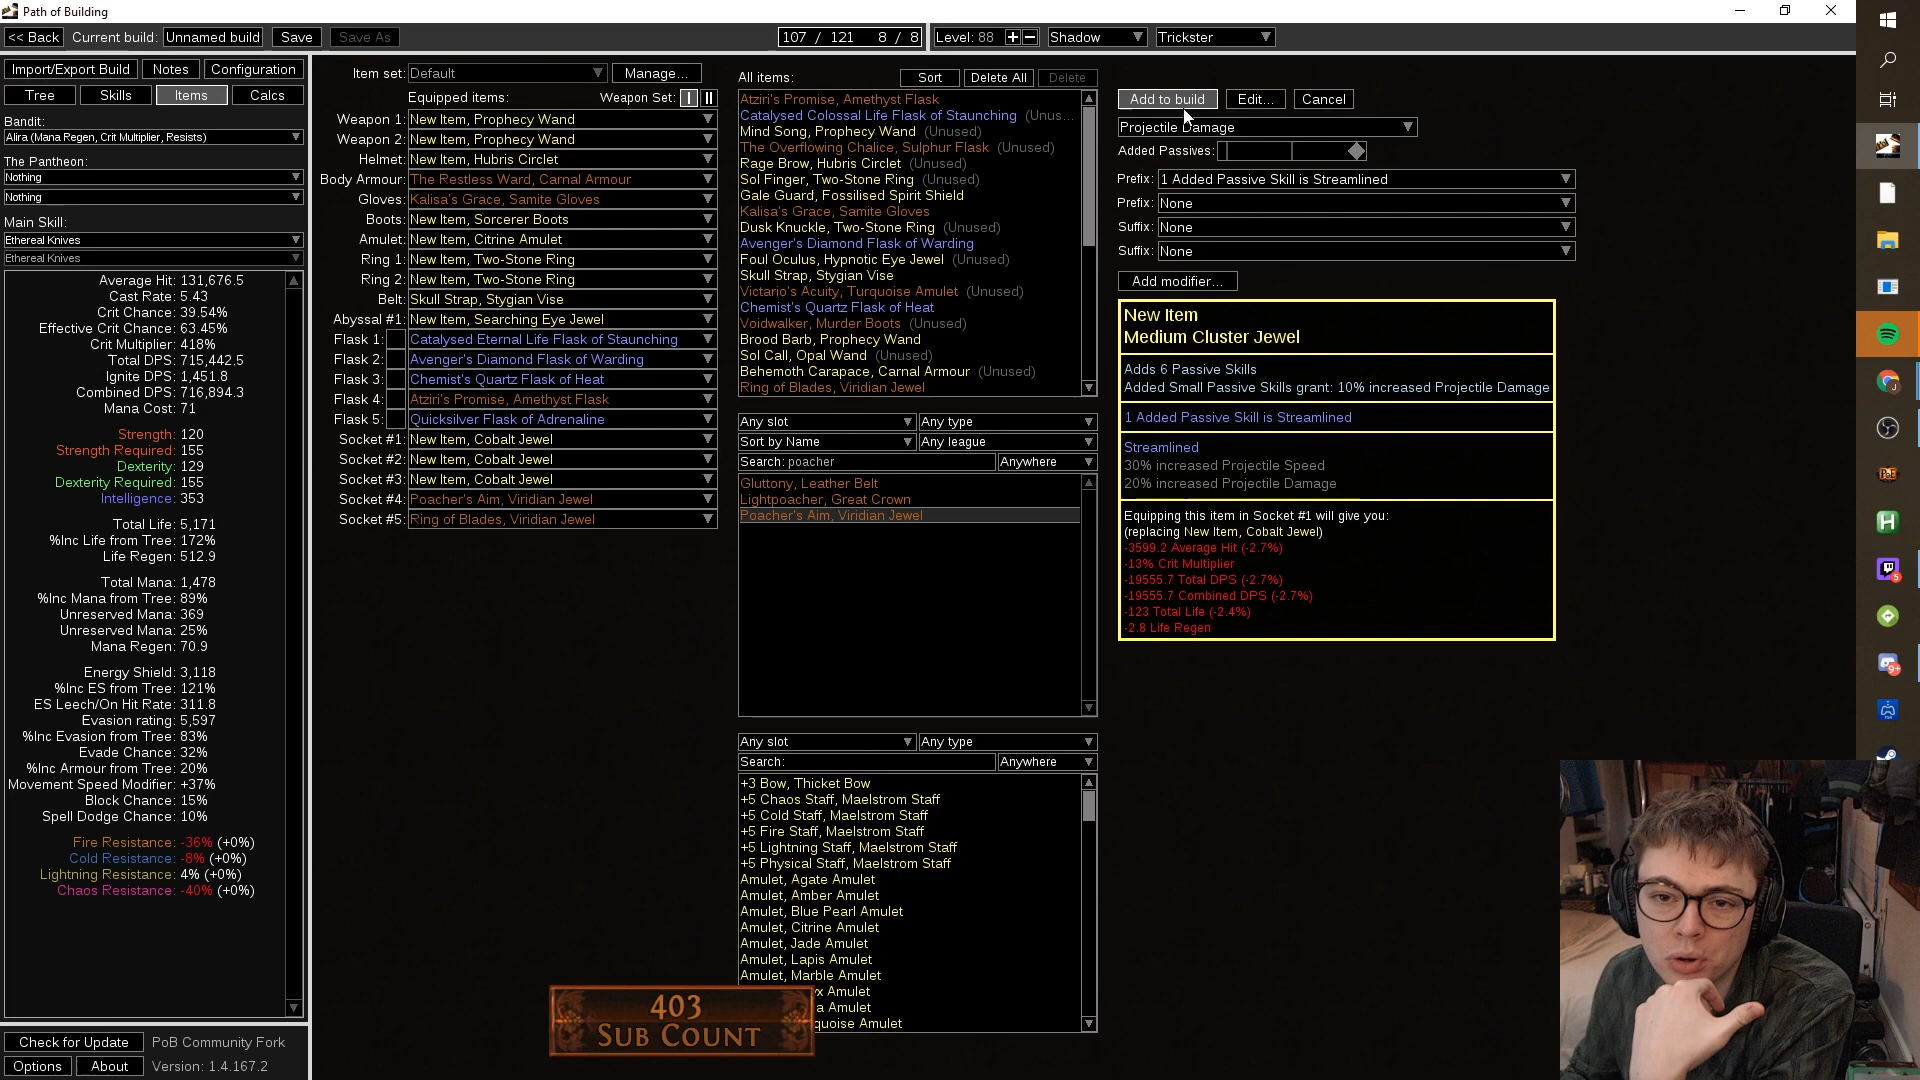 Path of Building
<< Back
Current build: Unnamed build
Save
Save As
107 / 121 8 / 8
Level: 88
+
Shadow
Trickster
Import/Export Build
Notes
Configuration
Tree
Skills
Items
Calcs
Bandit:
Alira (Mana Regen, Crit Multiplier, Resists)
The Pantheon:
Nothing
Nothing
Main Skill:
Ethereal Knives
Ethereal Knives
Average Hit: 131,676.5
Cast Rate: 5.43
Crit Chance: 39.54%
Effective Crit Chance: 63.45%
Crit Multiplier: 418%
Total DPS: 715,442.5
Ignite DPS: 1,451.8
Combined DPS: 716,894.3
Mana Cost: 71
Strength: 120
Strength Required: 155
Dexterity: 129
Dexterity Required: 155
Intelligence: 353
Total Life: 5,171
%Inc Life from Tree: 172%
Life Regen: 512.9
Total Mana: 1,478
%Inc Mana from Tree: 89%
Unreserved Mana: 369
Unreserved Mana: 25%
Mana Regen: 70.9
Energy Shield: 3,118
%Inc ES from Tree: 121%
ES Leech/On Hit Rate: 311.8
Evasion rating: 5,597
%Inc Evasion from Tree: 83%
Evade Chance: 32%
%Inc Armour from Tree: 20%
Movement Speed Modifier: +37%
Block Chance: 15%
Spell Dodge Chance: 10%
Fire Resistance: -36% (+0%)
Cold Resistance: -8% (+0%)
Lightning Resistance: 4% (+0%)
Chaos Resistance: -40% (+0%)
Check for Update
PoB Community Fork
Options
About
Version: 1.4.167.2
Item set: Default
Manage...
Equipped items:
Weapon Set: I II
Weapon 1: New Item, Prophecy Wand
Weapon 2: New Item, Prophecy Wand
Helmet: New Item, Hubris Circlet
Body Armour: The Restless Ward, Carnal Armour
Gloves: Kalisa's Grace, Samite Gloves
Boots: New Item, Sorcerer Boots
Amulet: New Item, Citrine Amulet
Ring 1: New Item, Two-Stone Ring
Ring 2: New Item, Two-Stone Ring
Belt: Skull Strap, Stygian Vise
Abyssal #1: New Item, Searching Eye Jewel
Flask 1: Catalysed Eternal Life Flask of Staunching
Flask 2: Avenger's Diamond Flask of Warding
Flask 3: Chemist's Quartz Flask of Heat
Flask 4: Atziri's Promise, Amethyst Flask
Flask 5: Quicksilver Flask of Adrenaline
Socket #1: New Item, Cobalt Jewel
Socket #2: New Item, Cobalt Jewel
Socket #3: New Item, Cobalt Jewel
Socket #4: Poacher's Aim, Viridian Jewel
Socket #5: Ring of Blades, Viridian Jewel
All items:
Sort
Delete All
Delete
Atziri's Promise, Amethyst Flask
Catalysed Colossal Life Flask of Staunching (Unus...
Mind Song, Prophecy Wand (Unused)
The Overflowing Chalice, Sulphur Flask (Unused)
Rage Brow, Hubris Circlet (Unused)
Sol Finger, Two-Stone Ring (Unused)
Gale Guard, Fossilised Spirit Shield
Kalisa's Grace, Samite Gloves
Dusk Knuckle, Two-Stone Ring (Unused)
Avenger's Diamond Flask of Warding
Foul Oculus, Hypnotic Eye Jewel (Unused)
Skull Strap, Stygian Vise
Victario's Acuity, Turquoise Amulet (Unused)
Chemist's Quartz Flask of Heat
Voidwalker, Murder Boots (Unused)
Brood Barb, Prophecy Wand
Sol Call, Opal Wand (Unused)
Behemoth Carapace, Carnal Armour (Unused)
Ring of Blades, Viridian Jewel
Any slot
Any type
Sort by Name
Any league
Search: poacher
Anywhere
Gluttony, Leather Belt
Lightpoacher, Great Crown
Poacher's Aim, Viridian Jewel
Any slot
Any type
Search:
Anywhere
+3 Bow, Thicket Bow
+5 Chaos Staff, Maelstrom Staff
+5 Cold Staff, Maelstrom Staff
+5 Fire Staff, Maelstrom Staff
+5 Lightning Staff, Maelstrom Staff
+5 Physical Staff, Maelstrom Staff
Amulet, Agate Amulet
Amulet, Amber Amulet
Amulet, Blue Pearl Amulet
Amulet, Citrine Amulet
Amulet, Jade Amulet
Amulet, Lapis Amulet
Amulet, Marble Amulet
x Amulet
a Amulet
quoise Amulet
403
SUB COUNT
Add to build
Edit...
Cancel
Projectile Damage
Added Passives:
Prefix: 1 Added Passive Skill is Streamlined
Prefix: None
Suffix: None
Suffix: None
Add modifier...
New Item
Medium Cluster Jewel
Adds 6 Passive Skills
Added Small Passive Skills grant: 10% increased Projectile Damage
1 Added Passive Skill is Streamlined
Streamlined
30% increased Projectile Speed
20% increased Projectile Damage
Equipping this item in Socket #1 will give you:
(replacing New Item, Cobalt Jewel)
-3599.2 Average Hit (-2.7%)
-13% Crit Multiplier
-19555.7 Total DPS (-2.7%)
-19555.7 Combined DPS (-2.7%)
-123 Total Life (-2.4%)
-2.8 Life Regen